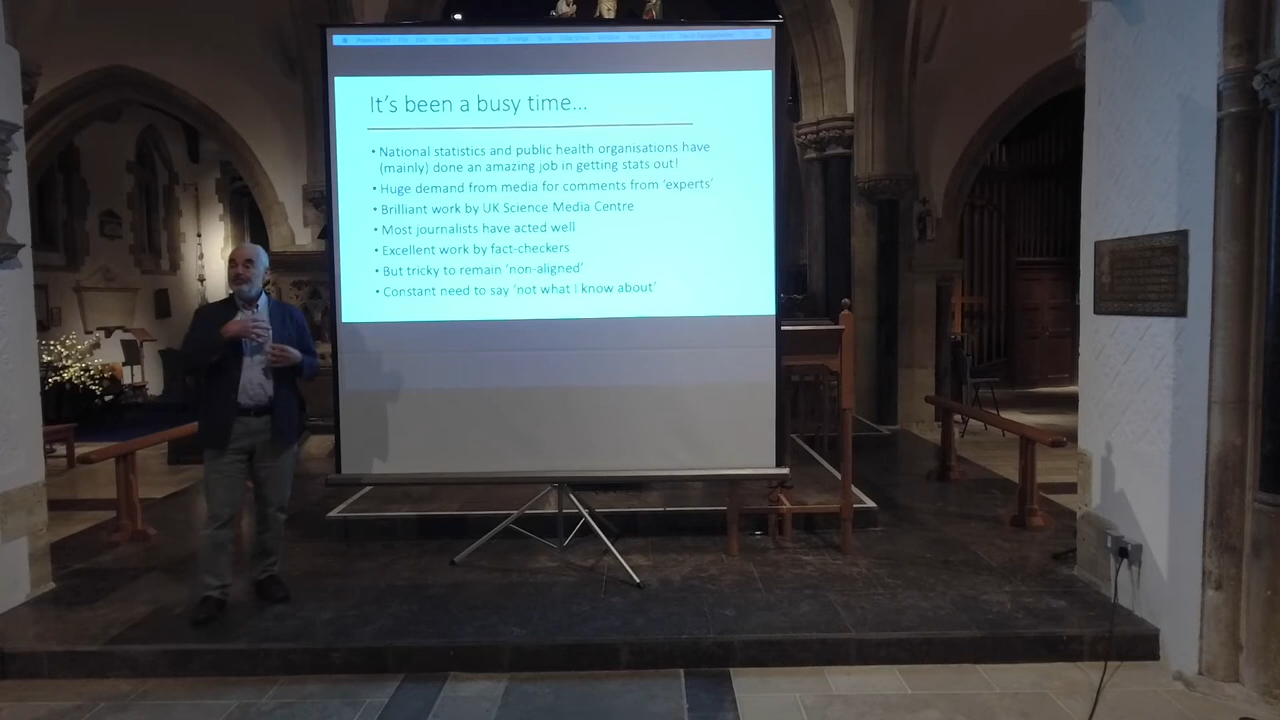 It's been a busy time...
• National statistics and public health organisations have
(mainly) done an amazing job in getting stats out!
• Huge demand from media for comments from 'experts'
• Brilliant work by UK Science Media Centre
• Most journalists have acted well
• Excellent work by fact-checkers
• But tricky to remain 'non-aligned'
• Constant need to say 'not what I know about'